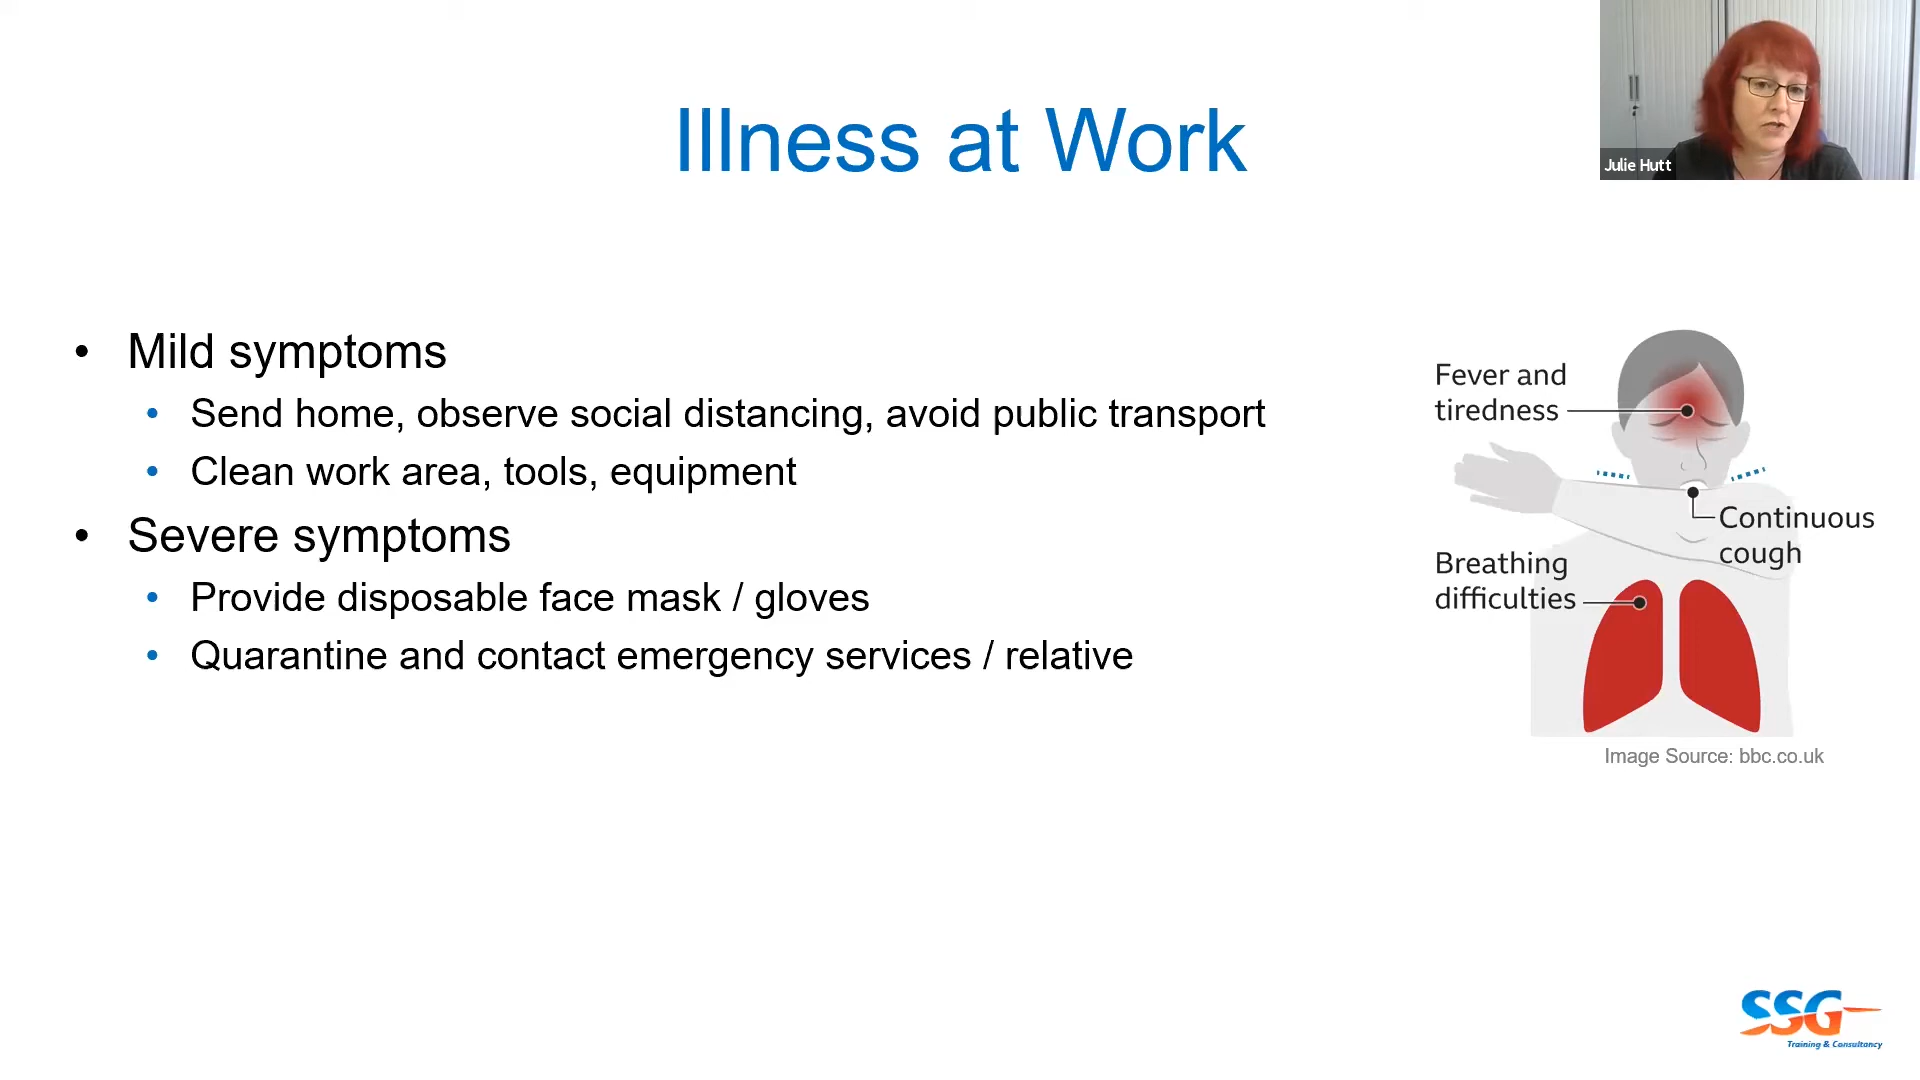 Illness at Work
Julie Hutt
• Mild symptoms
• Send home, observe social distancing, avoid public transport
• Clean work area, tools, equipment
• Severe symptoms
• Provide disposable face mask / gloves
• Quarantine and contact emergency services / relative
Fever and
tiredness
Continuous
cough
Breathing
difficulties
Image Source: bbc.co.uk
SSG
Training & Consultancy